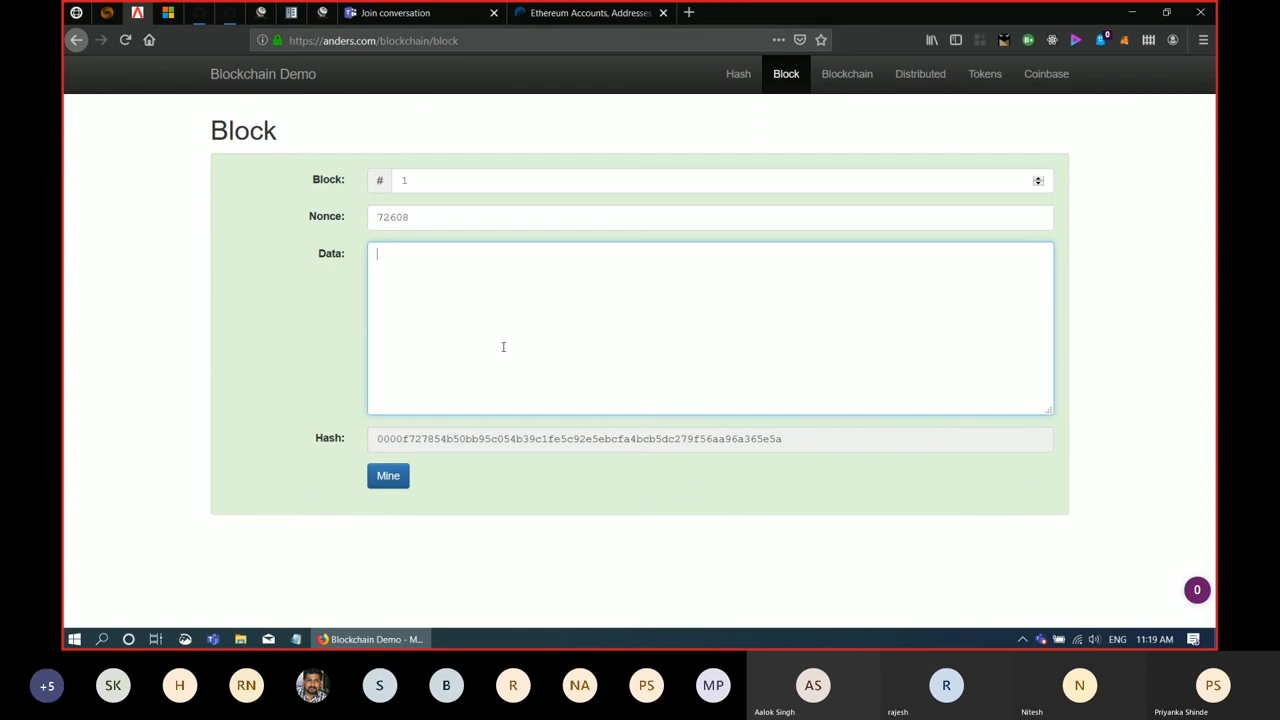 Join conversation
Ethereum Accounts, Addresses
https://anders.com/blockchain/block
0
Blockchain Demo
Hash
Block
Blockchain
Distributed
Tokens
Coinbase
Block
Block:
#
1
Nonce:
72608
Data:
Hash:
0000f727854b50bb95c054b39c1fe5c92e5ebcfa4bcb5dc279f56aa96a365e5a
Mine
0
Blockchain Demo - M...
ENG
11:19 AM
+5
SK
H
RN
S
B
R
NA
PS
MP
AS
R
N
PS
Aalok Singh
rajesh
Nitesh
Priyanka Shinde